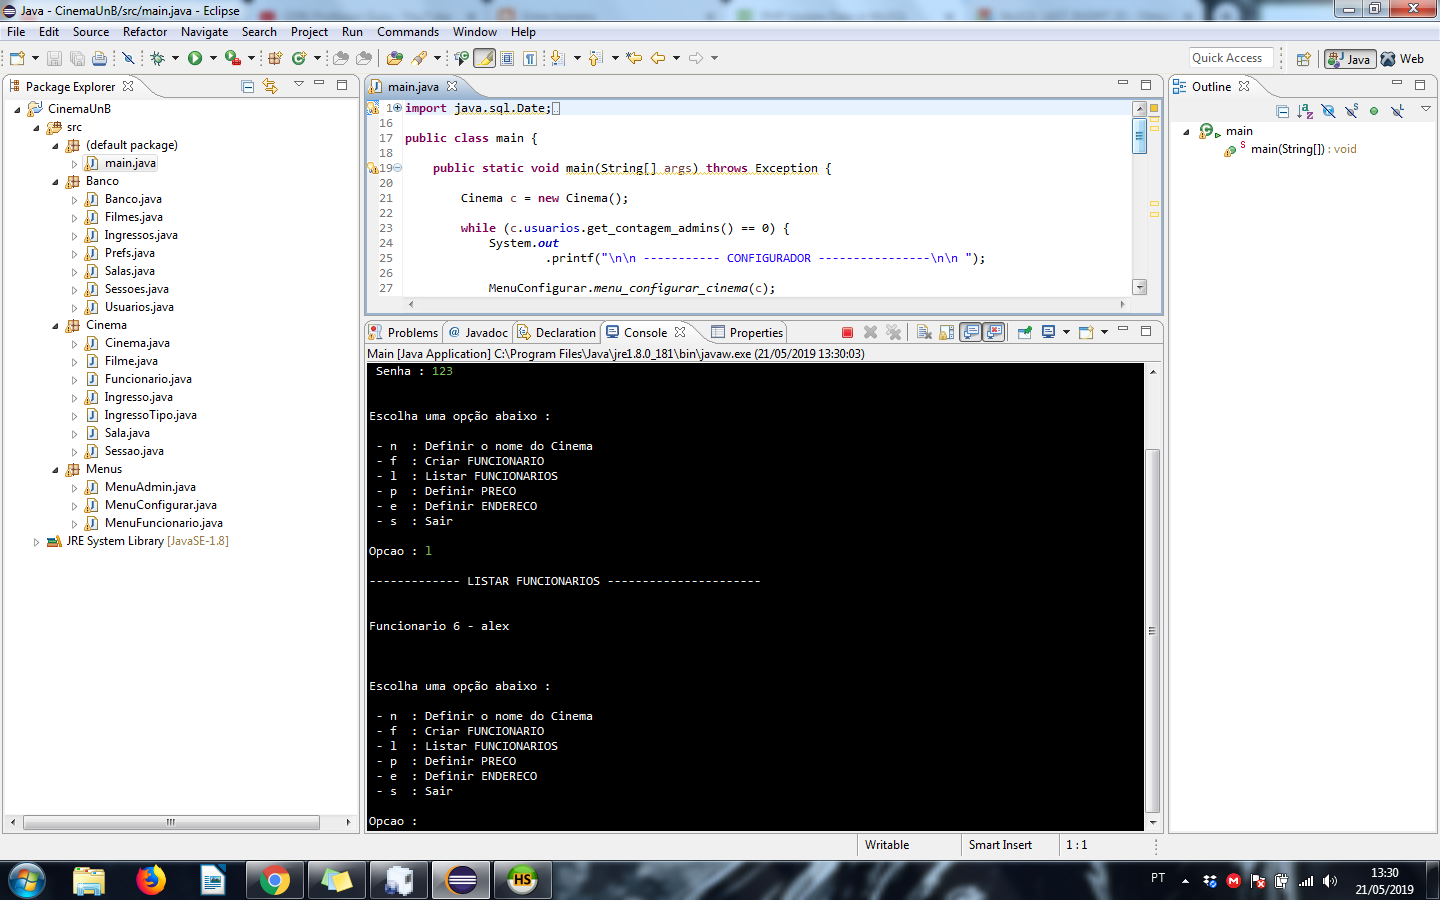 Java - CinemaUnB/src/main.java - Eclipse
File Edit Source Refactor Navigate Search Project Run Commands Window Help
Quick Access
Java
Web
Package Explorer
CinemaUnB
src
(default package)
main.java
Banco
Banco.java
Filmes.java
Ingressos.java
Prefs.java
Salas.java
Sessoes.java
Usuarios.java
Cinema
Cinema.java
Filme.java
Funcionario.java
Ingresso.java
IngressoTipo.java
Sala.java
Sessao.java
Menus
MenuAdmin.java
MenuConfigurar.java
MenuFuncionario.java
JRE System Library [JavaSE-1.8]
main.java
1 import java.sql.Date;
16
17 public class main {
18
19 public static void main(String[] args) throws Exception {
20
21 Cinema c = new Cinema();
22
23 while (c.usuarios.get_contagem_admins() == 0) {
24 System.out
25 .printf("\n\n ----------- CONFIGURADOR ----------------\n\n ");
26
27 MenuConfigurar.menu_configurar_cinema(c);
Problems @ Javadoc Declaration Console Properties
Main [Java Application] C:\Program Files\Java\jre1.8.0_181\bin\javaw.exe (21/05/2019 13:30:03)
Senha : 123
Escolha uma opção abaixo :
- n : Definir o nome do Cinema
- f : Criar FUNCIONARIO
- l : Listar FUNCIONARIOS
- p : Definir PRECO
- e : Definir ENDERECO
- s : Sair
Opcao : l
------------- LISTAR FUNCIONARIOS ----------------------
Funcionario 6 - alex
Escolha uma opção abaixo :
- n : Definir o nome do Cinema
- f : Criar FUNCIONARIO
- l : Listar FUNCIONARIOS
- p : Definir PRECO
- e : Definir ENDERECO
- s : Sair
Opcao :
Outline
main
main(String[]) : void
Writable
Smart Insert
1 : 1
HS
PT
13:30
21/05/2019